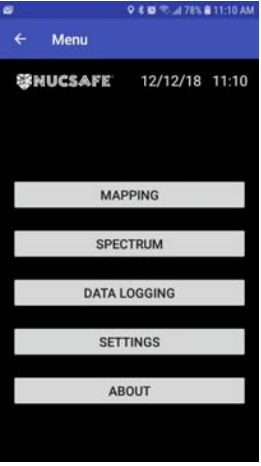 78% 11:10 AM
Menu
NUCSAFE 12/12/18 11:10
MAPPING
SPECTRUM
DATA LOGGING
SETTINGS
ABOUT